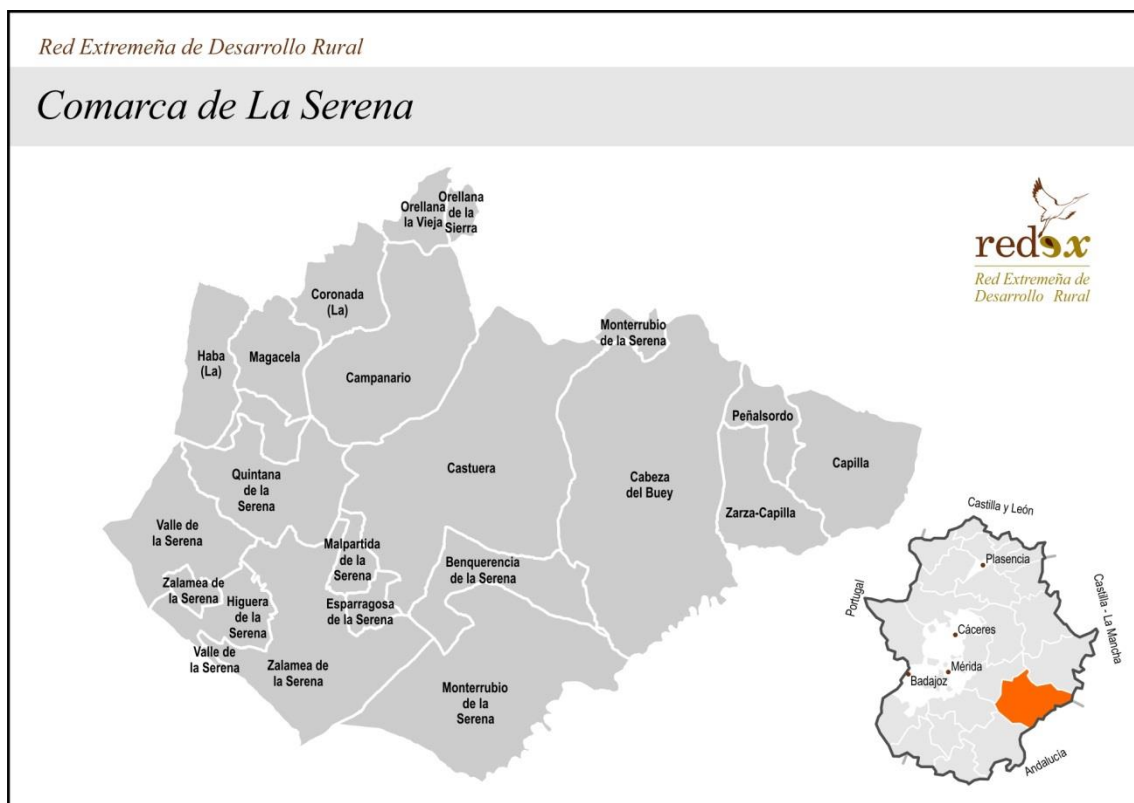 Red Extremeña de Desarrollo Rural
Comarca de La Serena
Orellana
la Vieja
Orellana
de la
Sierra
Coronada
(La)
Haba
(La)
Magacela
Campanario
Monterrubio
de la Serena
Peñalsordo
Capilla
Quintana
de la
Serena
Castuera
Cabeza
del Buey
Zarza-Capilla
Valle de
la Serena
Malpartida
de la
Serena
Benquerencia
de la Serena
Zalamea de
la Serena
Higuera
de la
Serena
Esparragosa
de la Serena
Valle de
la Serena
Zalamea de
la Serena
Monterrubio
de la
Serena
redex
Red Extremeña de
Desarrollo Rural
Castilla y León
Plasencia
Portugal
Castilla - La Mancha
Cáceres
Mérida
Badajoz
Andalucía